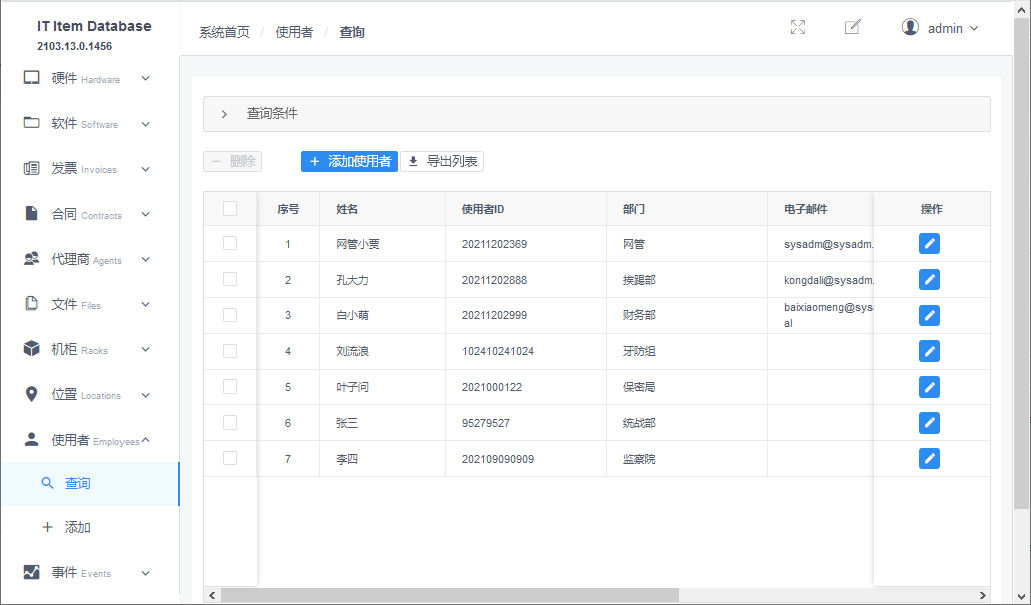 IT Item Database
2103.13.0.1456
系统首页 / 使用者 / 查询
admin
硬件 Hardware
软件 Software
发票 Invoices
合同 Contracts
代理商 Agents
文件 Files
机柜 Racks
位置 Locations
使用者 Employees
查询
添加
事件 Events
查询条件
删除 添加使用者 导出列表
序号 姓名 使用者ID 部门 电子邮件 操作
1 网管小贾 20211202369 网管 sysadm@sysadm.
2 孔大力 20211202888 挨踢部 kongdali@sysadm.
3 白小萌 20211202999 财务部 baixiaomeng@sys
al
4 刘流浪 102410241024 牙防组
5 叶子问 2021000122 保密局
6 张三 95279527 统战部
7 李四 202109090909 监察院